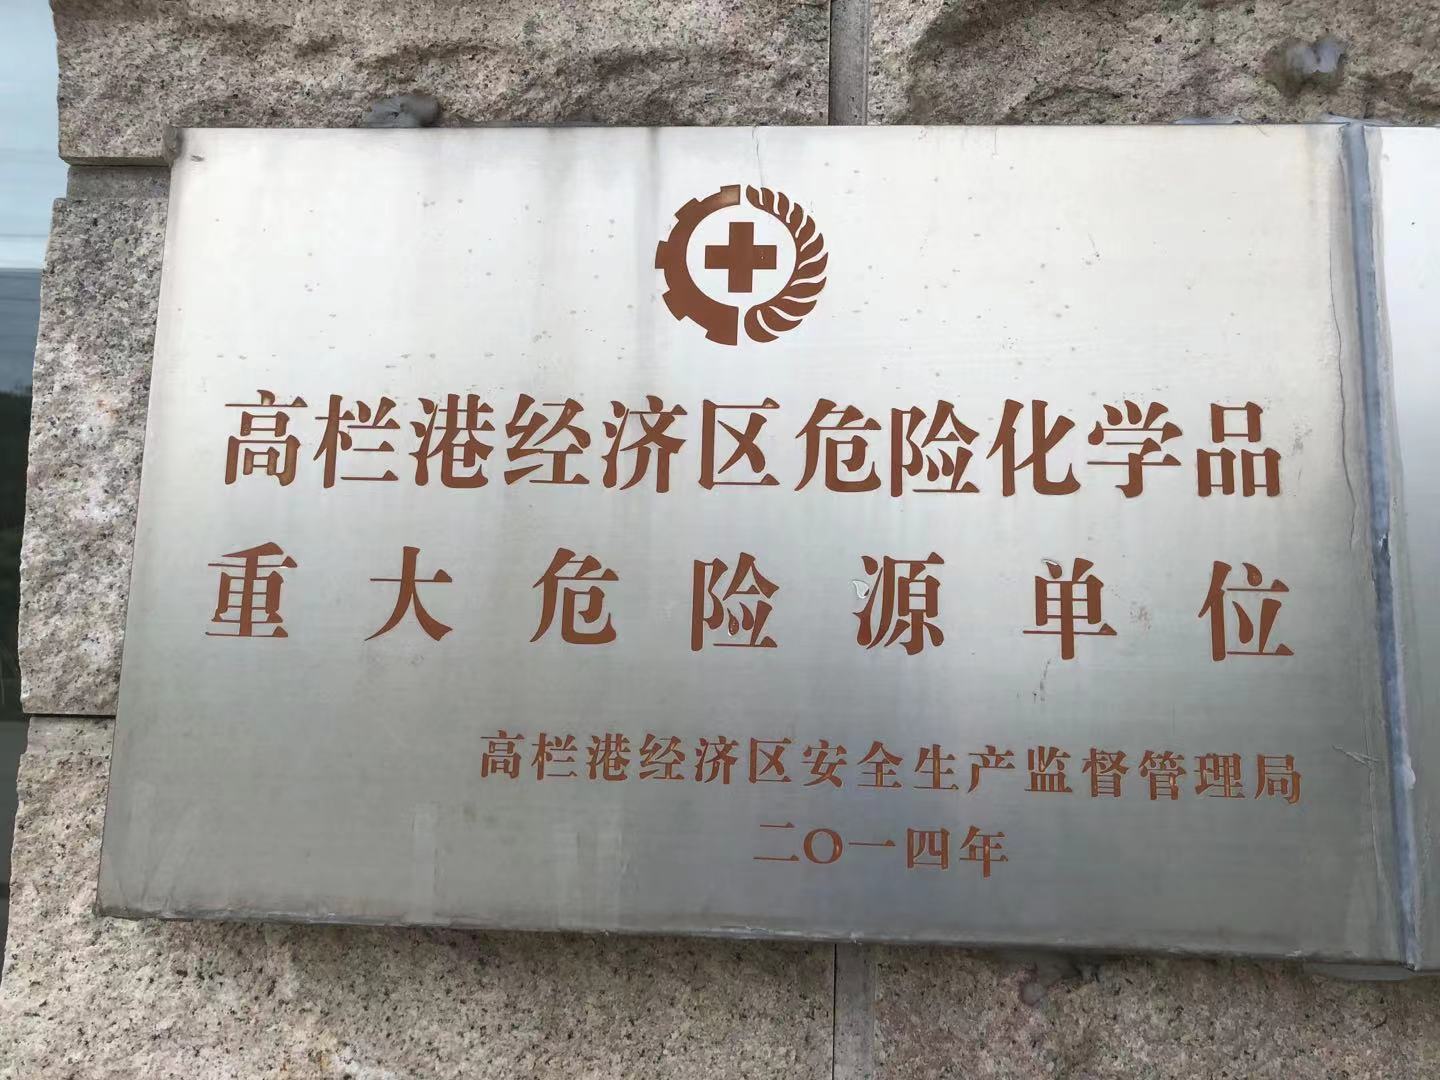 高栏港经济区危险化学品
重大危险源单位
高栏港经济区安全生产监督管理局
二〇一四年